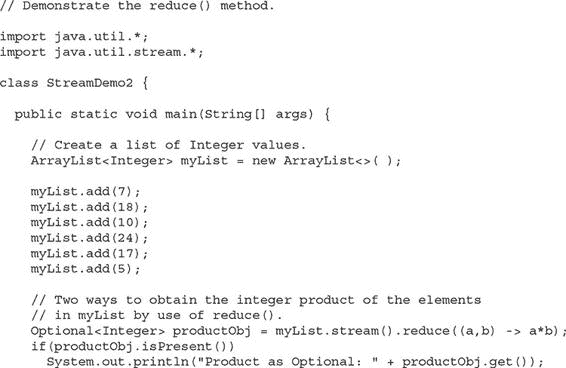 // Demonstrate the reduce() method.
import java.util.*;
import java.util.stream.*;
class StreamDemo2 {
public static void main(String[] args) {
// Create a list of Integer values.
ArrayList<Integer> myList = new ArrayList<>( );
myList.add(7);
myList.add(18);
myList.add(10);
myList.add(24);
myList.add(17);
myList.add(5);
// Two ways to obtain the integer product of the elements
// in myList by use of reduce().
Optional<Integer> productObj = myList.stream().reduce((a,b) -> a*b);
if(productObj.isPresent())
System.out.println("Product as Optional: " + productObj.get());